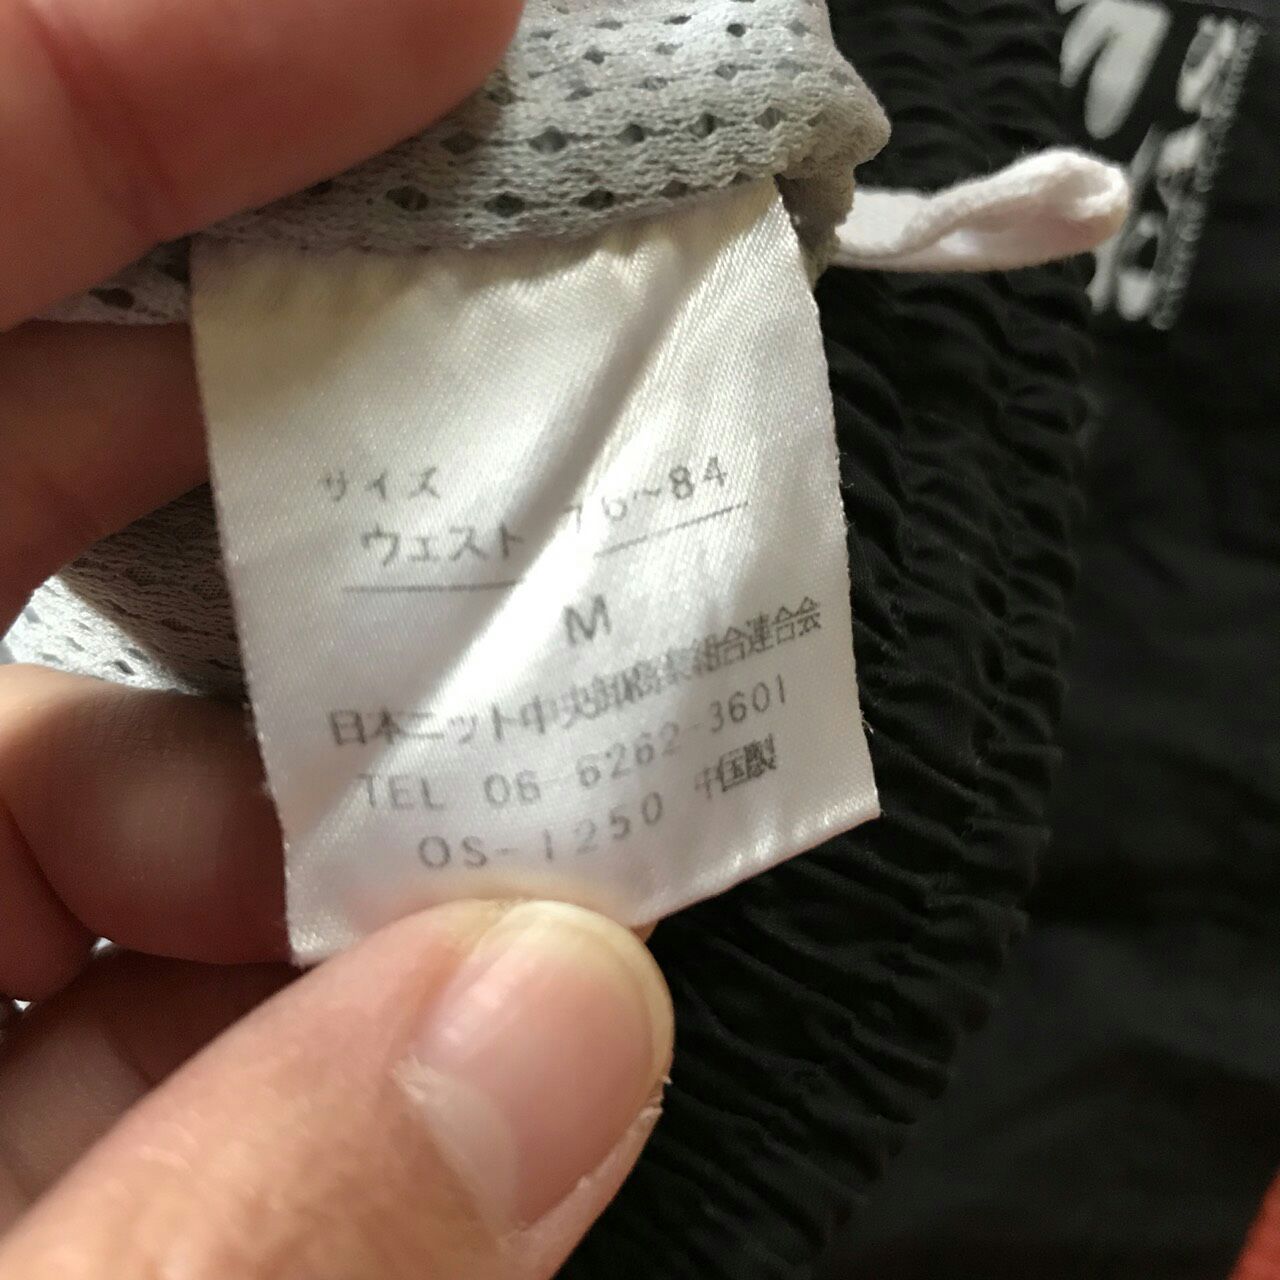 サイズ
ウェスト 76~84
M
日本ニット中央卸商業組合連合会
TEL 06-6262-3601
OS-1250 中国製